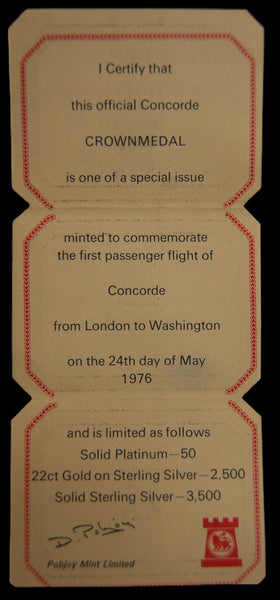 I Certify that
this official Concorde
CROWNMEDAL
is one of a special issue
minted to commemorate
the first passenger flight of
Concorde
from London to Washington
on the 24th day of May
1976
and is limited as follows
Solid Platinum—50
22ct Gold on Sterling Silver—2,500
Solid Sterling Silver—3,500
D. Pobjoy
Pobjoy Mint Limited